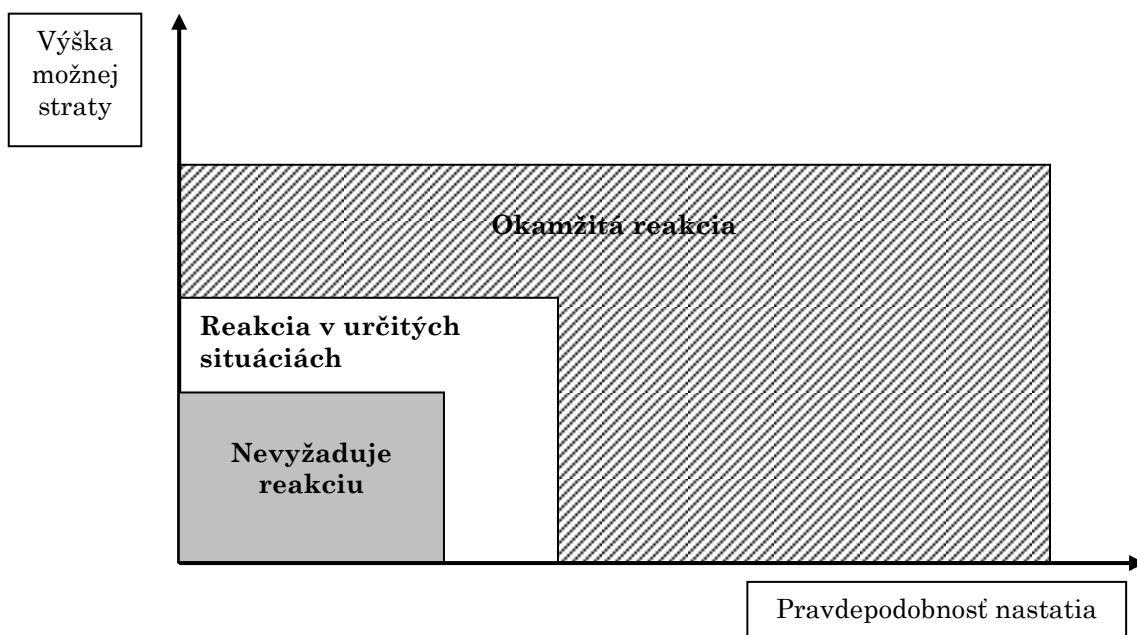 Výška
možnej
straty
Okamžitá reakcia
Reakcia v určitých
situáciách
Nevyžaduje
reakciu
Pravdepodobnosť nastatia